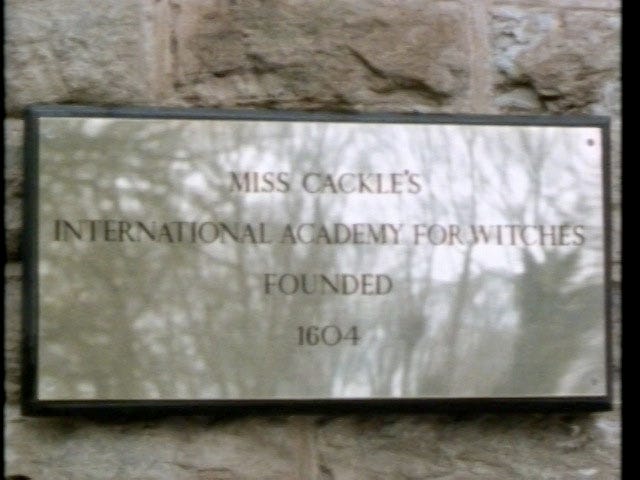 MISS CACKLE'S
INTERNATIONAL ACADEMY FOR WITCHES
FOUNDED
1604